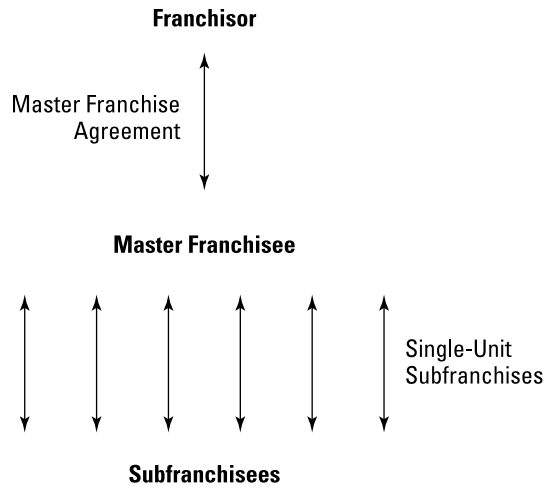 Franchisor
Master Franchise
Agreement
Master Franchisee
Single-Unit
Subfranchises
Subfranchisees